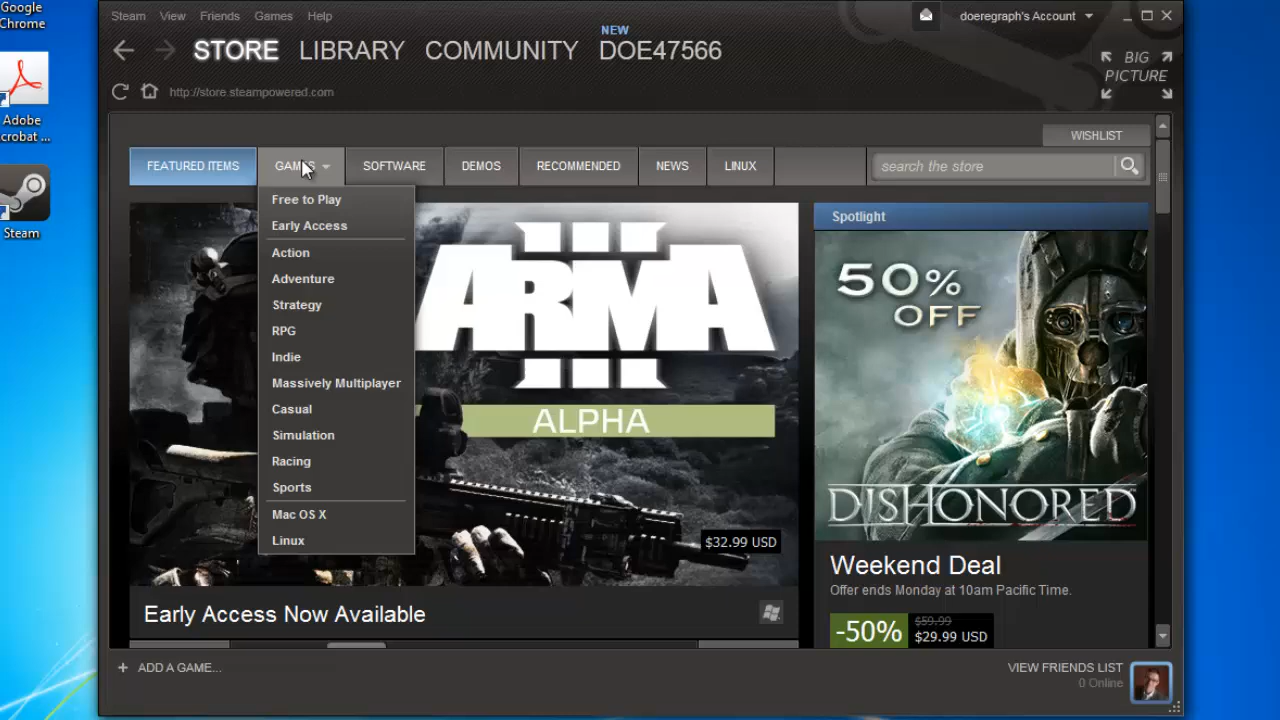 Google
Chrome
Adobe
crobat ...
Steam
Steam View Friends Games Help
doeregraph's Account
STORE LIBRARY COMMUNITY NEW DOE47566
BIG
PICTURE
http://store.steampowered.com
WISHLIST
FEATURED ITEMS GAMES SOFTWARE DEMOS RECOMMENDED NEWS LINUX search the store
Free to Play
Early Access
Action
Adventure
Strategy
RPG
Indie
Massively Multiplayer
Casual
Simulation
Racing
Sports
Mac OS X
Linux
III
ARMA
III
ALPHA
$32.99 USD
Early Access Now Available
Spotlight
50%
OFF
DISHONORED
Weekend Deal
Offer ends Monday at 10am Pacific Time.
-50% $59.99
$29.99 USD
+ ADD A GAME...
VIEW FRIENDS LIST
0 Online